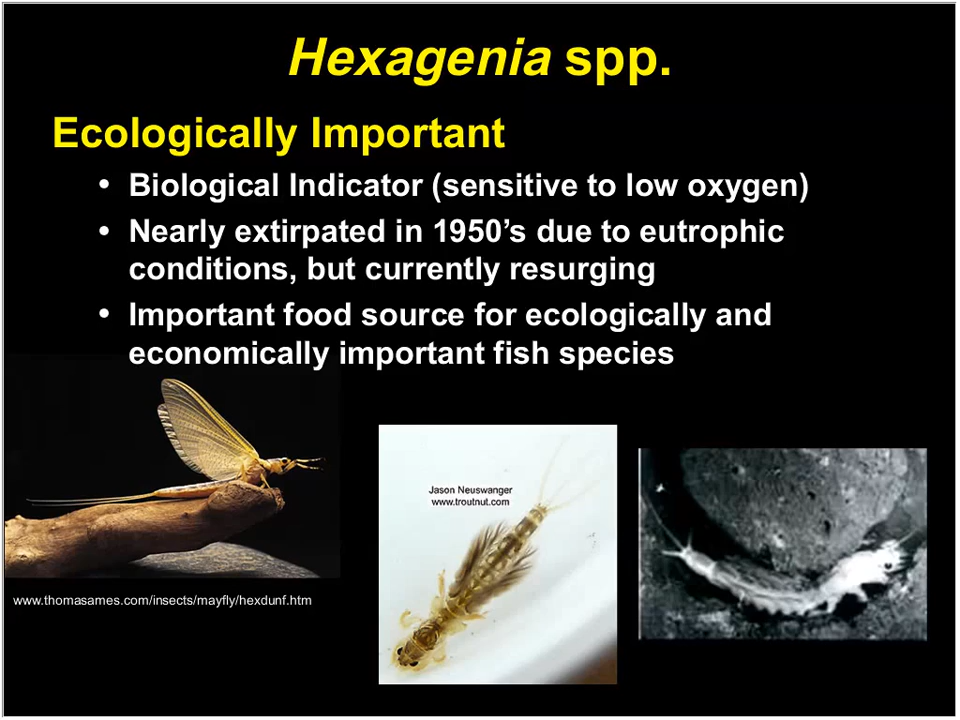 Hexagenia spp.
Ecologically Important
• Biological Indicator (sensitive to low oxygen)
• Nearly extirpated in 1950’s due to eutrophic
conditions, but currently resurging
• Important food source for ecologically and
economically important fish species
Jason Neuswanger
www.troutnut.com
www.thomasames.com/insects/mayfly/hexdunf.htm